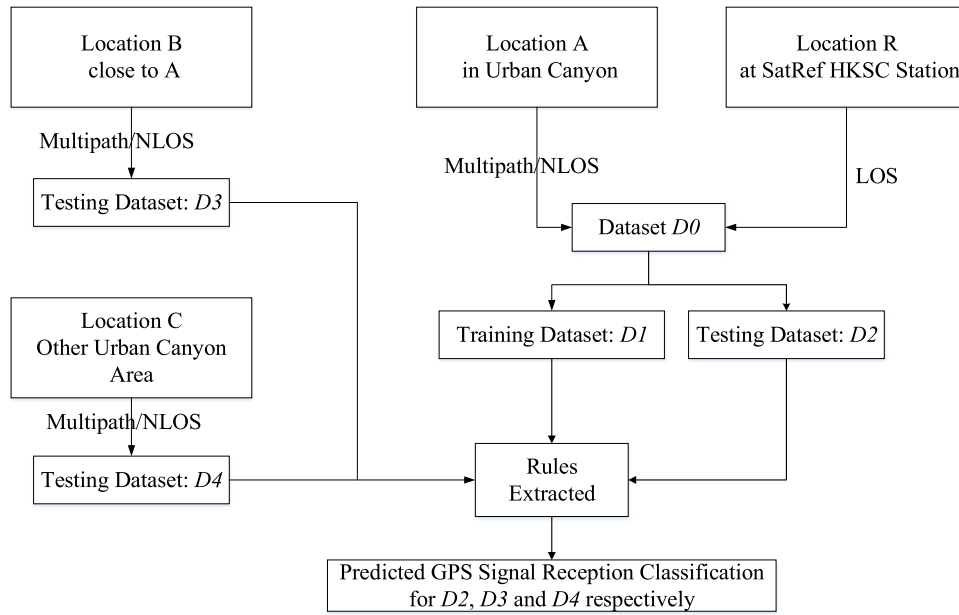 Location B
close to A
Location A
in Urban Canyon
Location R
at SatRef HKSC Station
Multipath/NLOS
Multipath/NLOS
LOS
Testing Dataset: D3
Dataset D0
Location C
Other Urban Canyon
Area
Training Dataset: D1
Testing Dataset: D2
Multipath/NLOS
Testing Dataset: D4
Rules
Extracted
Predicted GPS Signal Reception Classification
for D2, D3 and D4 respectively